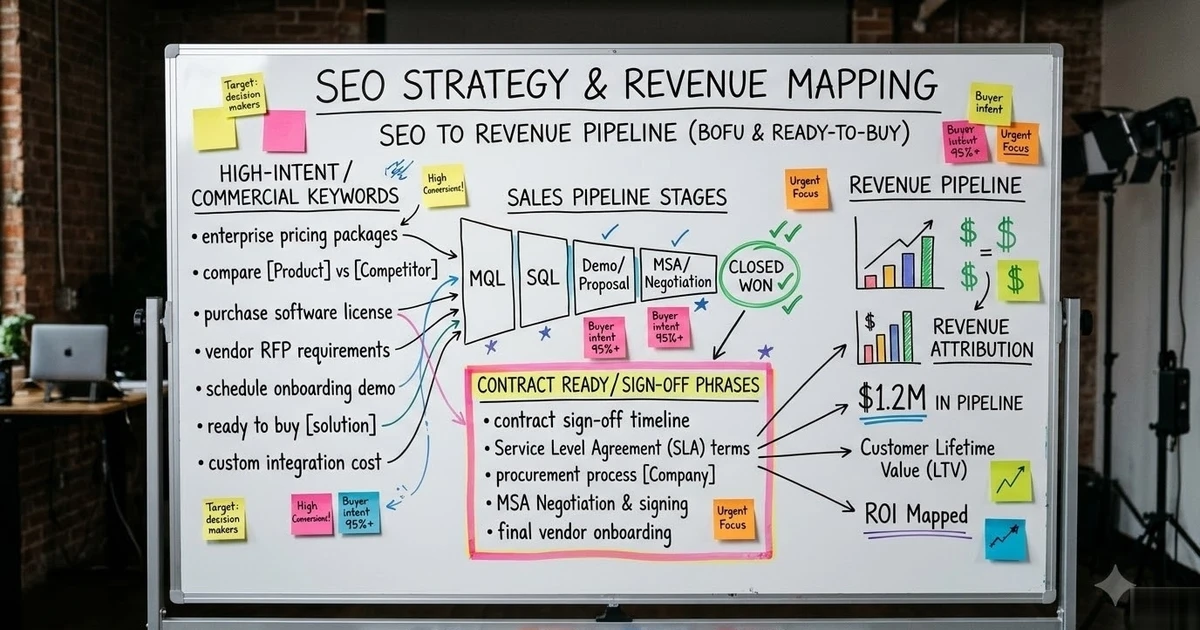 SEO STRATEGY & REVENUE MAPPING
SEO TO REVENUE PIPELINE (BOFU & READY-TO-BUY)
Target:
decision
makers
Buyer
intent
Buyer
intent
95%+
Urgent
Focus
HIGH-INTENT/
COMMERCIAL KEYWORDS
High
Conversions!
• enterprise pricing packages
• compare [Product] vs [Competitor]
• purchase software license
• vendor RFP requirements
• schedule onboarding demo
• ready to buy [solution]
• custom integration cost
Target:
decision
makers
High
Conversions!
Buyer
intent
95%+
SALES PIPELINE STAGES
Urgent
Focus
MQL
SQL
Demo/
Proposal
MSA/
Negotiation
CLOSED
WON
Buyer
intent
95%+
Buyer
intent
95%+
CONTRACT READY/SIGN-OFF PHRASES
• contract sign-off timeline
• Service Level Agreement (SLA) terms
• procurement process [Company]
• MSA Negotiation & signing
• final vendor onboarding
Urgent
Focus
REVENUE PIPELINE
$ = $
$ $
$
REVENUE
ATTRIBUTION
$1.2M IN PIPELINE
Customer Lifetime
Value (LTV)
ROI Mapped